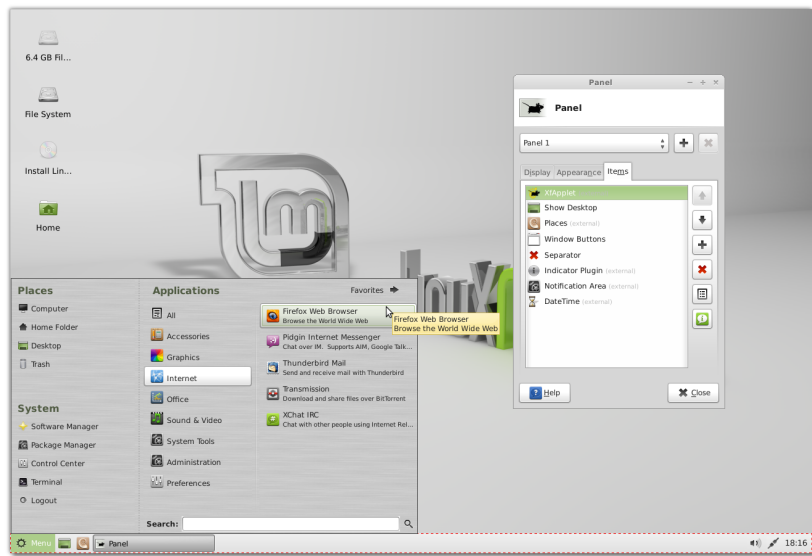 6.4 GB Fil...
File System
Install Lin...
Home
Panel
Panel
Panel 1
Display Appearance Items
XfApplet
Show Desktop
Places (external)
Window Buttons
Separator
Indicator Plugin (external)
Notification Area (external)
DateTime (external)
Help
Close
Places
Computer
Home Folder
Desktop
Trash
System
Software Manager
Package Manager
Control Center
Terminal
Logout
Applications
Favorites
All
Accessories
Graphics
Internet
Office
Sound & Video
System Tools
Administration
Preferences
Firefox Web Browser
Browse the World Wide Web
Pidgin Internet Messenger
Chat over IM. Supports AIM, Google Talk...
Thunderbird Mail
Send and receive mail with Thunderbird
Transmission
Download and share files over BitTorrent
XChat IRC
Chat with other people using Internet Rel...
Firefox Web Browser
Browse the World Wide Web
Search:
Menu
Panel
18:16